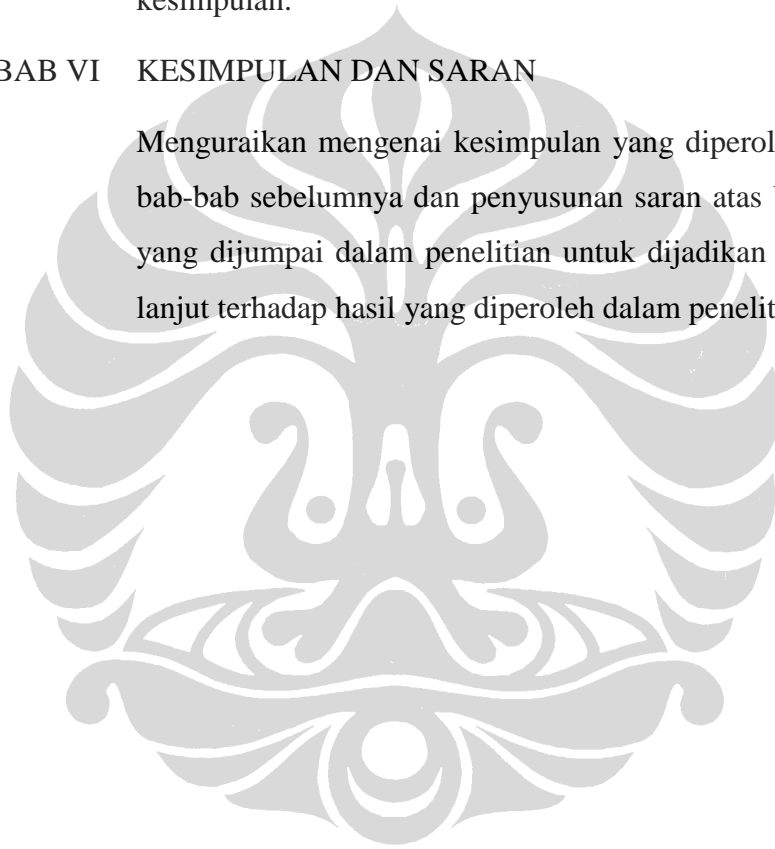 kesimpulan.
BAB VI KESIMPULAN DAN SARAN
Menguraikan mengenai kesimpulan yang
bab-bab sebelumnya dan penyusunan saran atas
yang dijumpai dalam penelitian untuk dijadikan
lanjut terhadap hasil yang diperoleh dalam